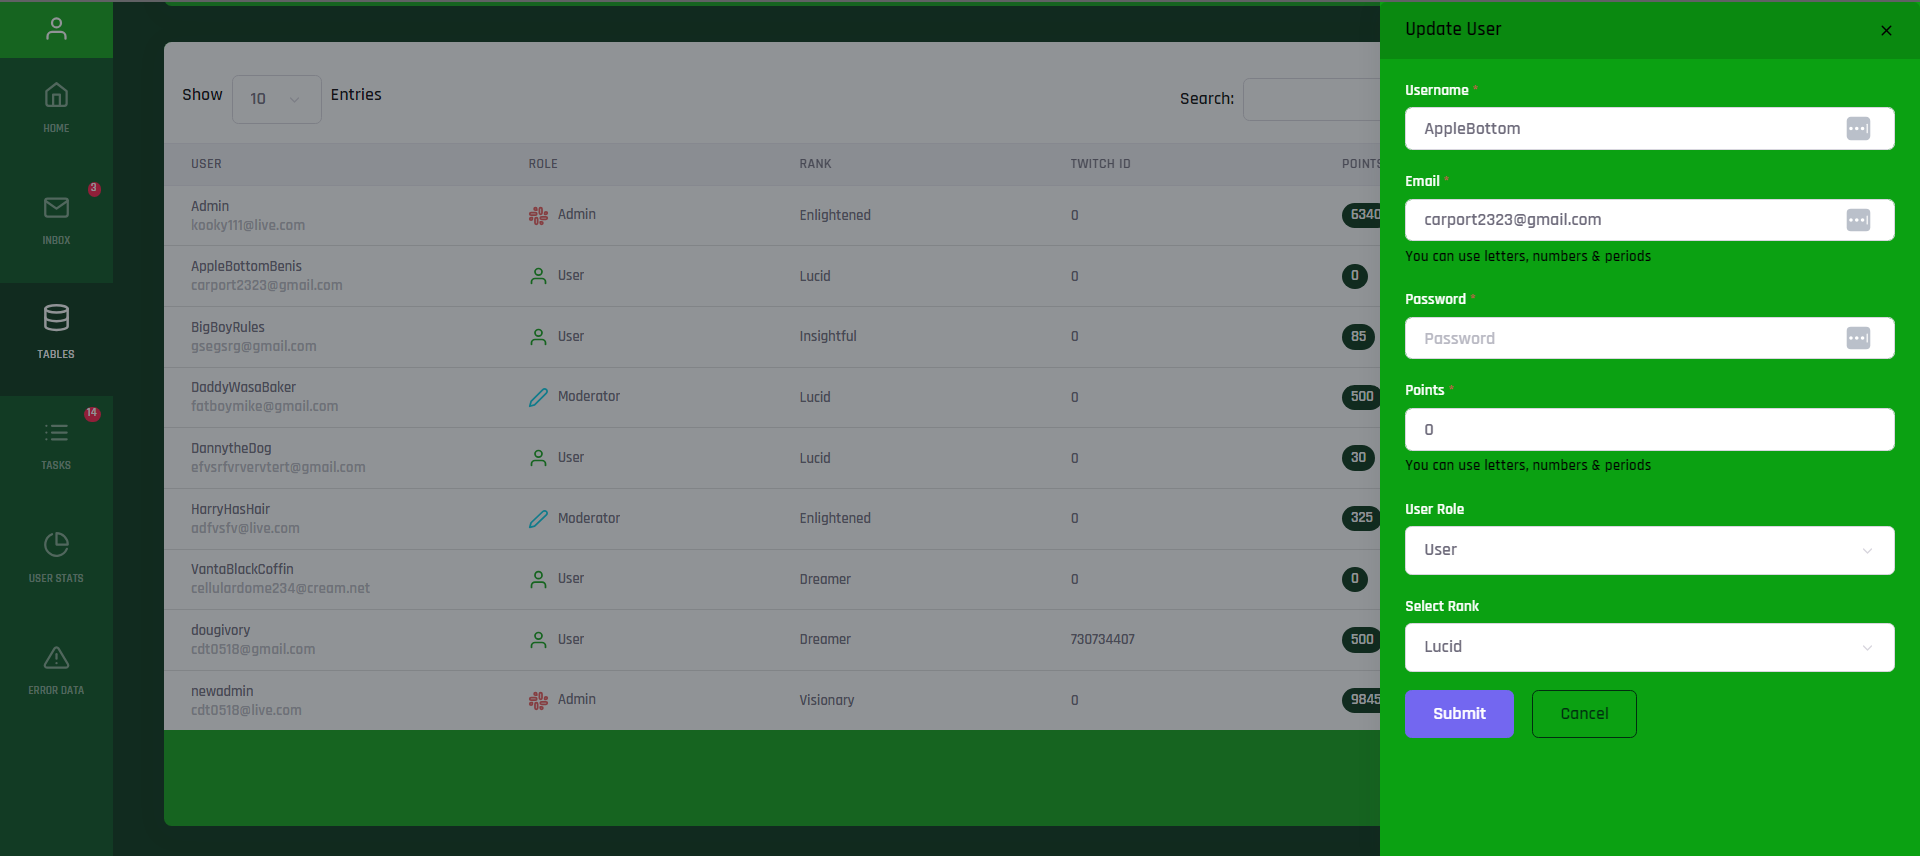 HOME
3
INBOX
TABLES
14
TASKS
USER STATS
ERROR DATA
Show 10 Entries
Search:
USER ROLE RANK TWITCH ID POINTS
Admin
kooky111@live.com
Admin Enlightened 0 6340
AppleBottomBenis
carport2323@gmail.com
User Lucid 0 0
BigBoyRules
gsegsrg@gmail.com
User Insightful 0 85
DaddyWasaBaker
fatboymike@gmail.com
Moderator Lucid 0 500
DannytheDog
efvsrfvrvervtert@gmail.com
User Lucid 0 30
HarryHasHair
adfvsfv@live.com
Moderator Enlightened 0 325
VantaBlackCoffin
cellulardome234@cream.net
User Dreamer 0 0
dougivory
cdt0518@gmail.com
User Dreamer 730734407 500
newadmin
cdt0518@live.com
Admin Visionary 0 9845
Update User
Username *
AppleBottom
Email *
carport2323@gmail.com
You can use letters, numbers & periods
Password *
Password
Points *
0
You can use letters, numbers & periods
User Role
User
Select Rank
Lucid
Submit Cancel